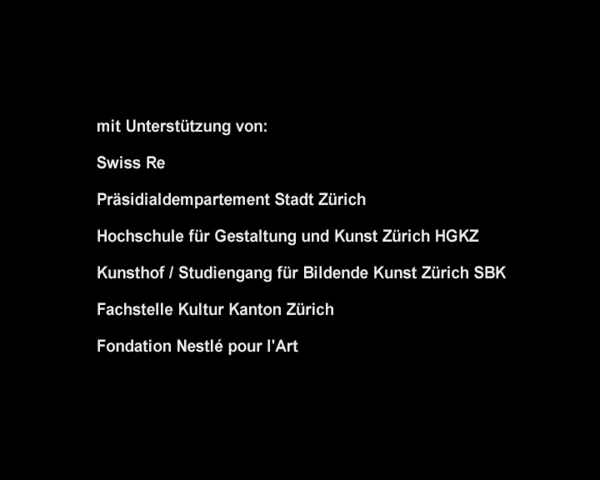 mit Unterstützung von:
Swiss Re
Präsidialdempartement Stadt Zürich
Hochschule für Gestaltung und Kunst Zürich HGKZ
Kunsthof / Studiengang für Bildende Kunst Zürich SBK
Fachstelle Kultur Kanton Zürich
Fondation Nestlé pour l'Art